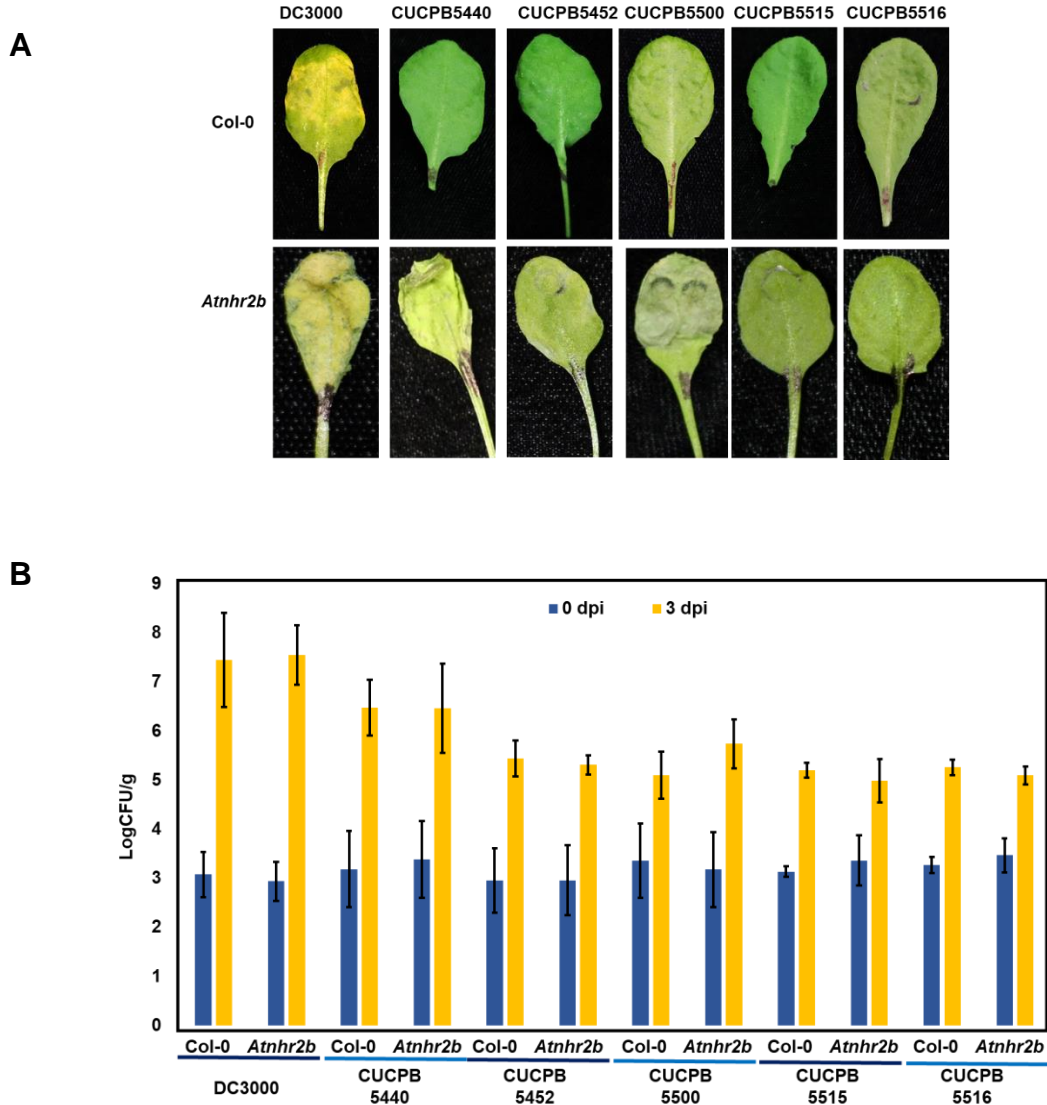 A
DC3000 CUCPB5440 CUCPB5452 CUCPB5500 CUCPB5515 CUCPB5516
Col-0
Atnhr2b
B
LogCFU/g
9
8
7
6
5
4
3
2
1
0
0 dpi 3 dpi
Col-0 Atnhr2b Col-0 Atnhr2b Col-0 Atnhr2b Col-0 Atnhr2b Col-0 Atnhr2b Col-0 Atnhr2b
DC3000 CUCPB CUCPB CUCPB CUCPB CUCPB
5440 5452 5500 5515 5516